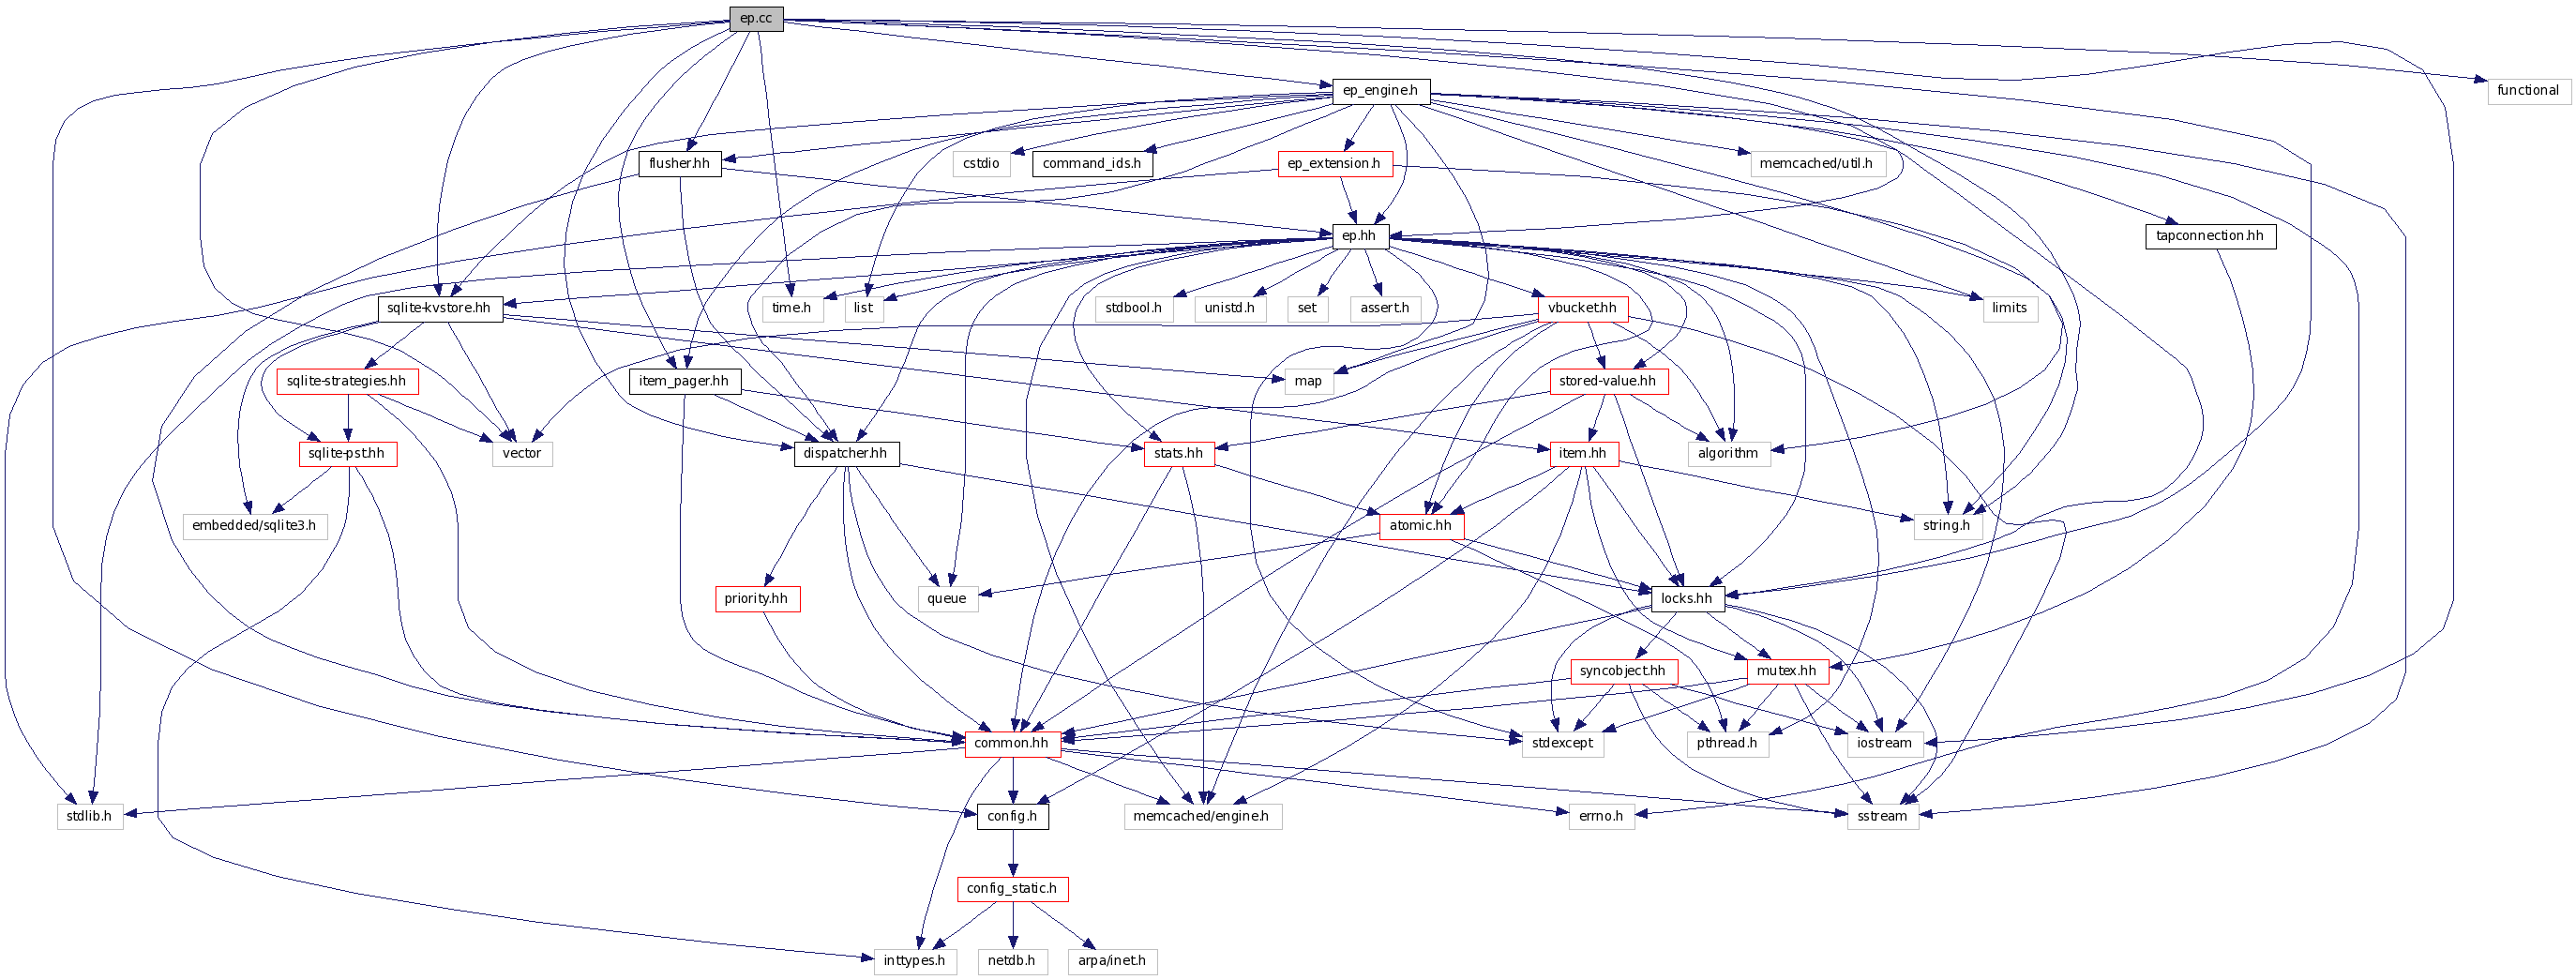 ep.cc
ep_engine.h
functional
flusher.hh
cstdio
command_ids.h
ep_extension.h
memcached/util.h
ep.hh
tapconnection.hh
sqlite-kvstore.hh
time.h
list
stdbool.h
unistd.h
set
assert.h
vbucket.hh
limits
sqlite-strategies.hh
item_pager.hh
map
stored-value.hh
sqlite-pst.hh
vector
dispatcher.hh
stats.hh
item.hh
algorithm
embedded/sqlite3.h
atomic.hh
string.h
priority.hh
queue
locks.hh
syncobject.hh
mutex.hh
common.hh
stdexcept
pthread.h
iostream
stdlib.h
config.h
memcached/engine.h
errno.h
sstream
config_static.h
inttypes.h
netdb.h
arpa/inet.h